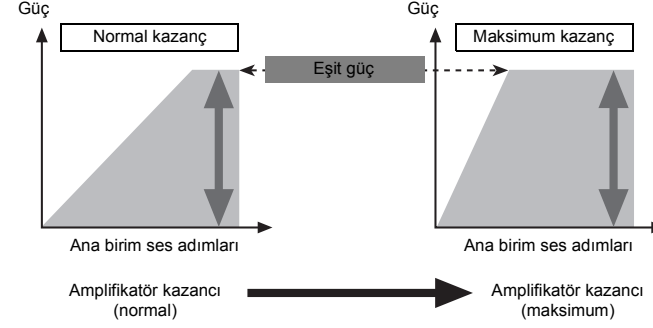 Güç
Normal kazanç
Eşit güç
Güç
Maksimum kazanç
Ana birim ses adımları
Ana birim ses adımları
Amplifikatör kazancı
(normal)
Amplifikatör kazancı
(maksimum)